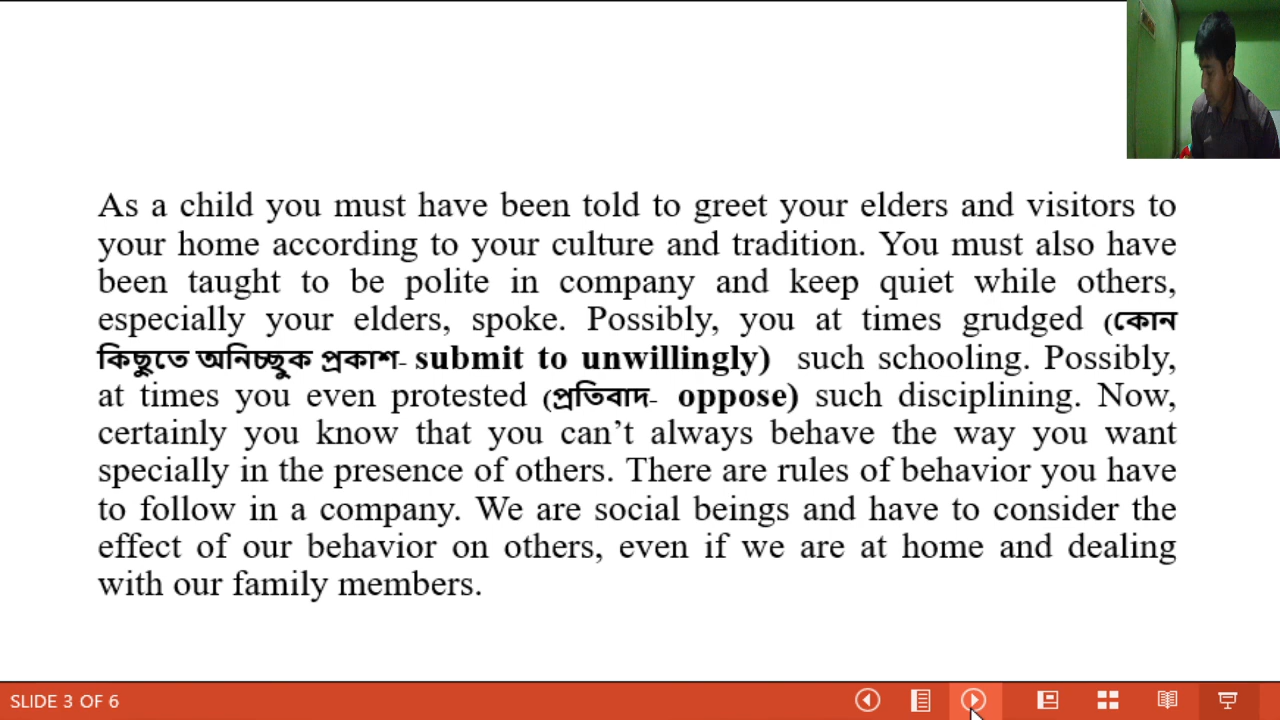 As a child you must have been told to greet your elders and visitors to
your home according to your culture and tradition. You must also have
been taught to be polite in company and keep quiet while others,
especially your elders, spoke. Possibly, you at times grudged (কোন
কিছুতে অনিচ্ছুক প্রকাশ- submit to unwillingly) such schooling. Possibly,
at times you even protested (প্রতিবাদ- oppose) such disciplining. Now,
certainly you know that you can’t always behave the way you want
specially in the presence of others. There are rules of behavior you have
to follow in a company. We are social beings and have to consider the
effect of our behavior on others, even if we are at home and dealing
with our family members.
SLIDE 3 OF 6